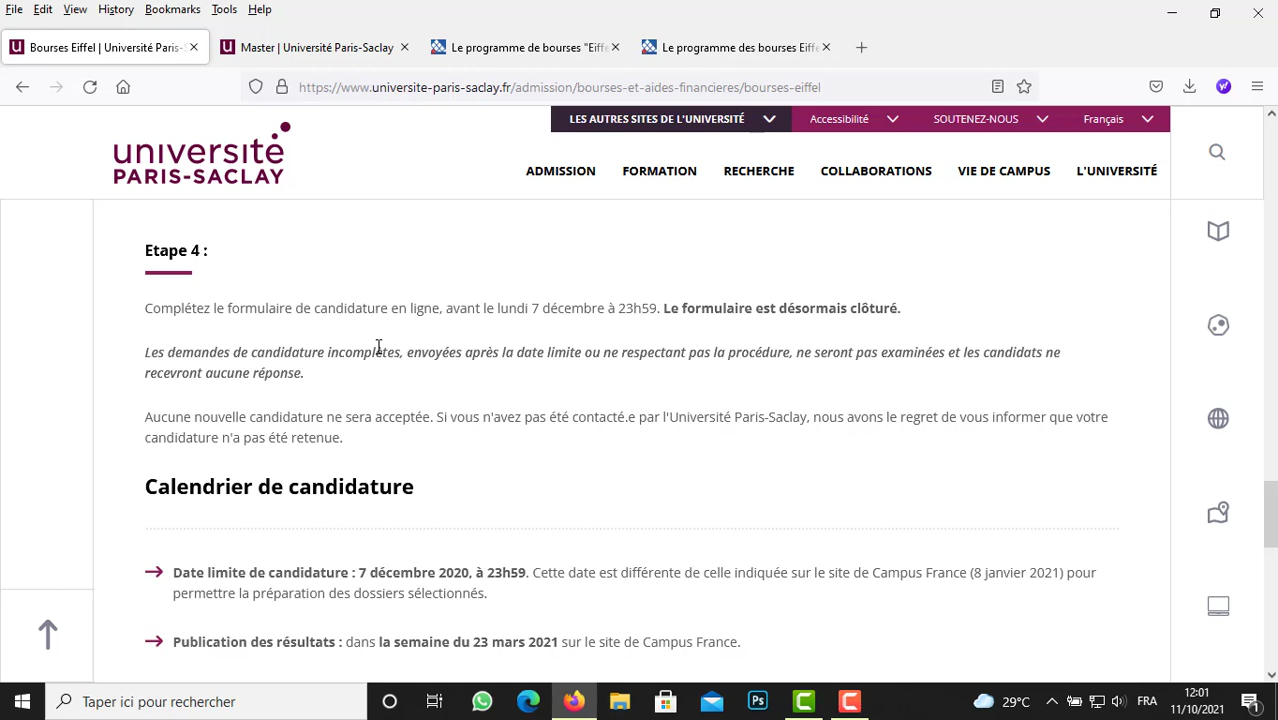 File Edit View History Bookmarks Tools Help
Bourses Eiffel | Université Paris-
Master | Université Paris-Saclay
Le programme de bourses "Eiffe
Le programme des bourses Eiffe
https://www.universite-paris-saclay.fr/admission/bourses-et-aides-financieres/bourses-eiffel
LES AUTRES SITES DE L'UNIVERSITÉ Accessibilité SOUTENEZ-NOUS Français
université
PARIS-SACLAY
ADMISSION FORMATION RECHERCHE COLLABORATIONS VIE DE CAMPUS L'UNIVERSITÉ
Etape 4 :
Complétez le formulaire de candidature en ligne, avant le lundi 7 décembre à 23h59. Le formulaire est désormais clôturé.
Les demandes de candidature incomplètes, envoyées après la date limite ou ne respectant pas la procédure, ne seront pas examinées et les candidats ne
recevront aucune réponse.
Aucune nouvelle candidature ne sera acceptée. Si vous n'avez pas été contacté.e par l'Université Paris-Saclay, nous avons le regret de vous informer que votre
candidature n'a pas été retenue.
Calendrier de candidature
Date limite de candidature : 7 décembre 2020, à 23h59. Cette date est différente de celle indiquée sur le site de Campus France (8 janvier 2021) pour
permettre la préparation des dossiers sélectionnés.
Publication des résultats : dans la semaine du 23 mars 2021 sur le site de Campus France.
Taper ici pour rechercher
Ps
29°C
FRA
12:01
11/10/2021
1